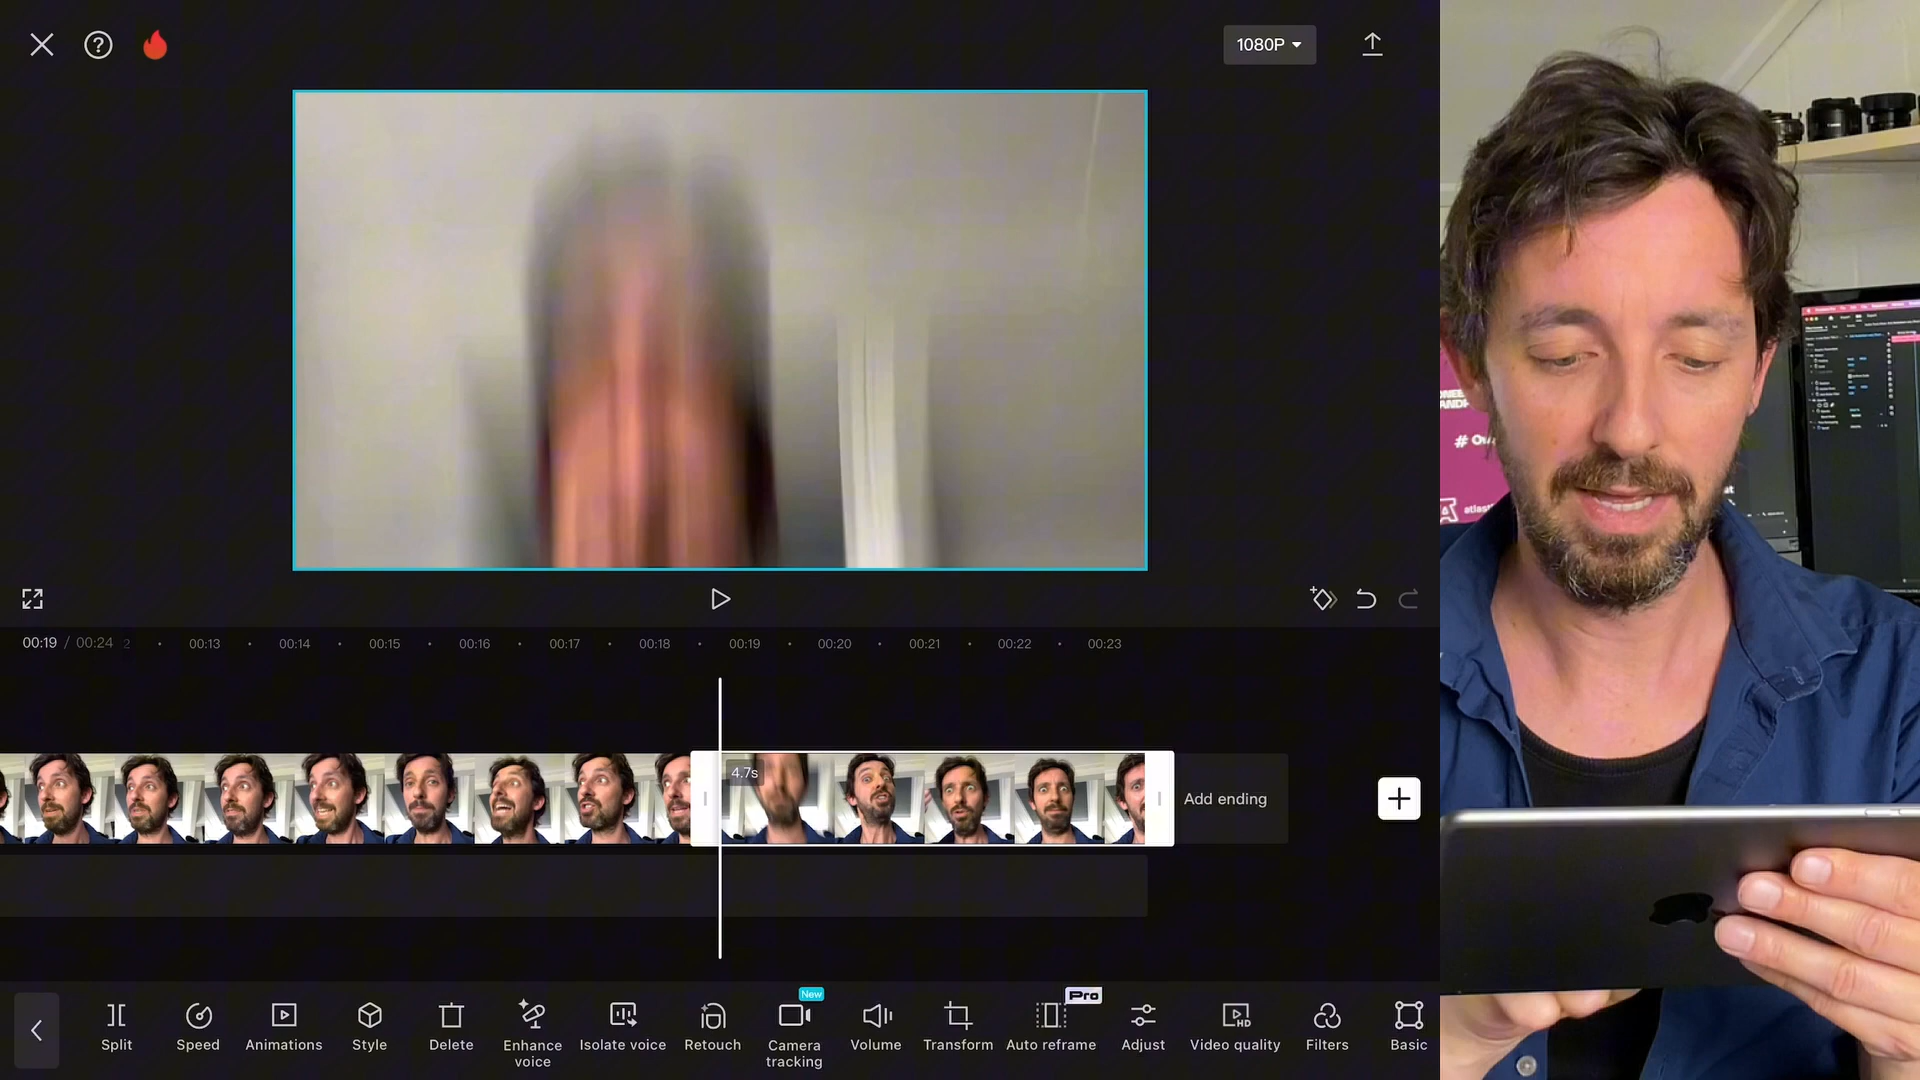 1080P
00:19 / 00:24
2
00:13
00:14
00:15
00:16
00:17
00:18
00:19
00:20
00:21
00:22
00:23
4.7s
Add ending
Split
Speed
Animations
Style
Delete
Enhance
voice
Isolate voice
Retouch
New
Camera
tracking
Volume
Transform
Pro
Auto reframe
Adjust
HD
Video quality
Filters
Basic